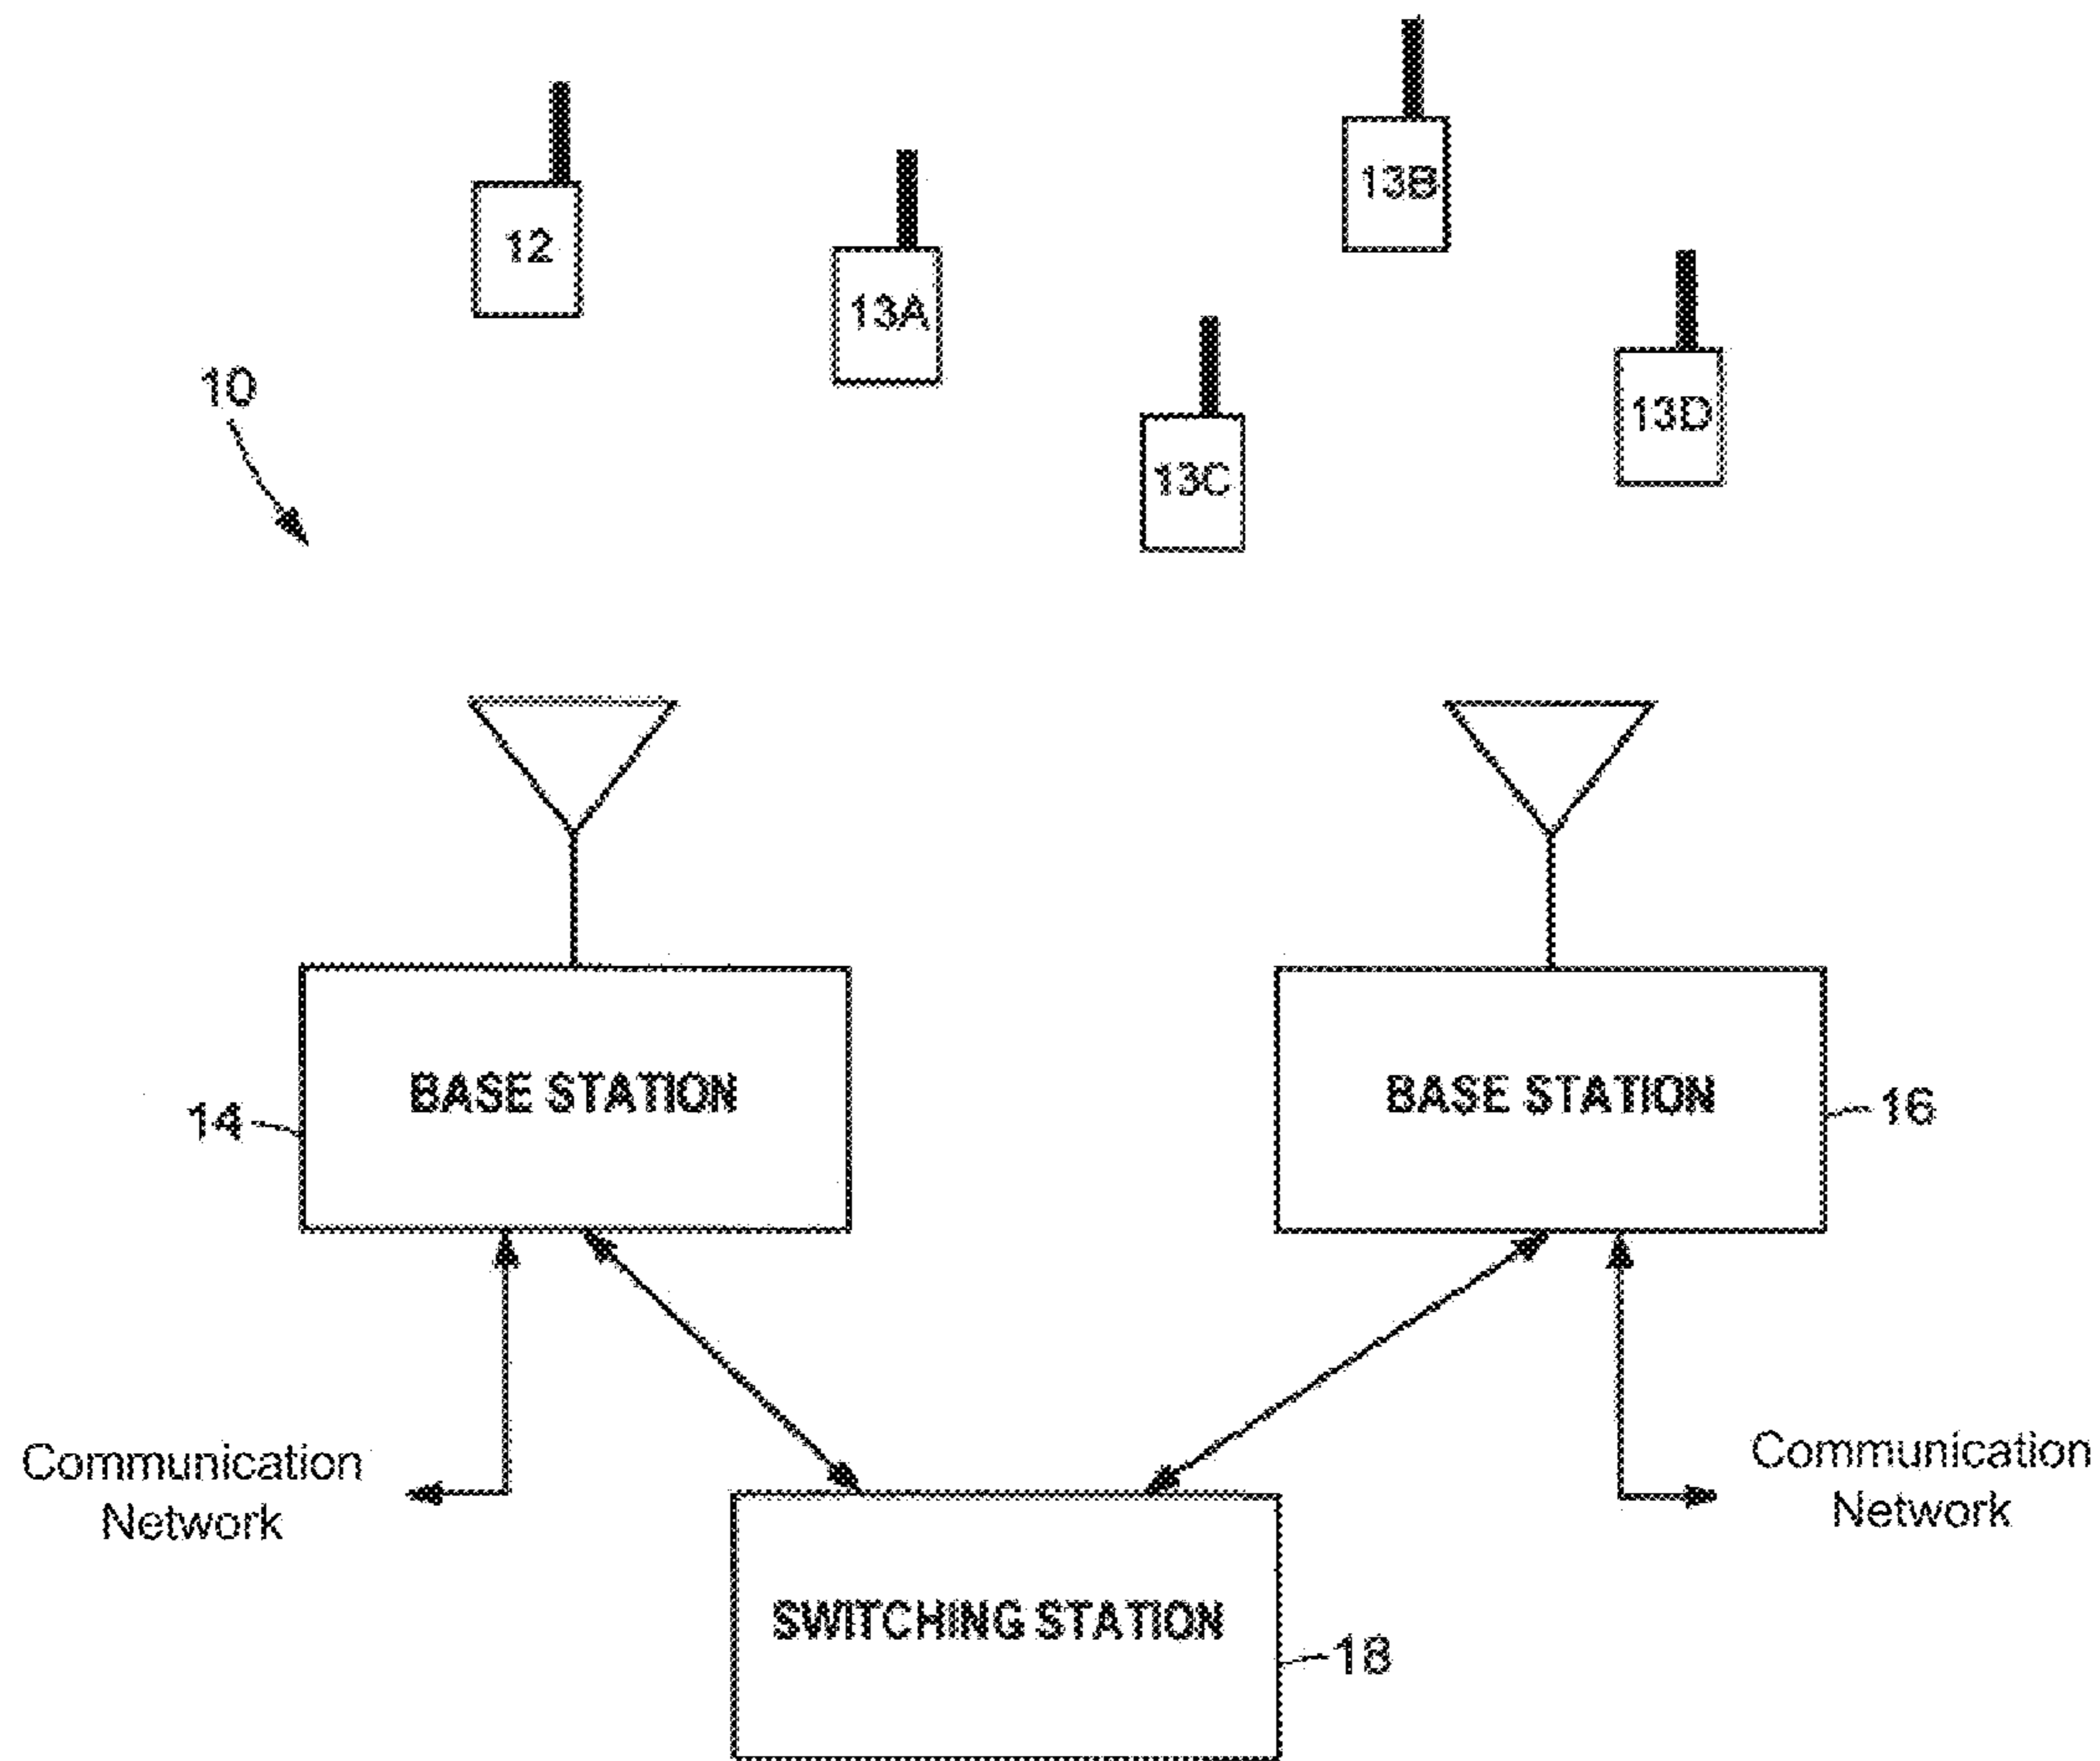 13B
12
13A
13D
10
13C
BASE STATION
BASE STATION
14
16
Communication
Network
Communication
Network
SWITCHING STATION
18